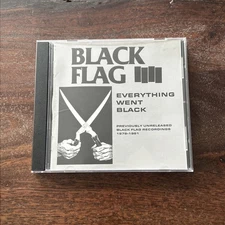 BLACK
FLAG
EVERYTHING
WENT
BLACK
PREVIOUSLY UNRELEASED
BLACK FLAG RECORDINGS
1978-1981